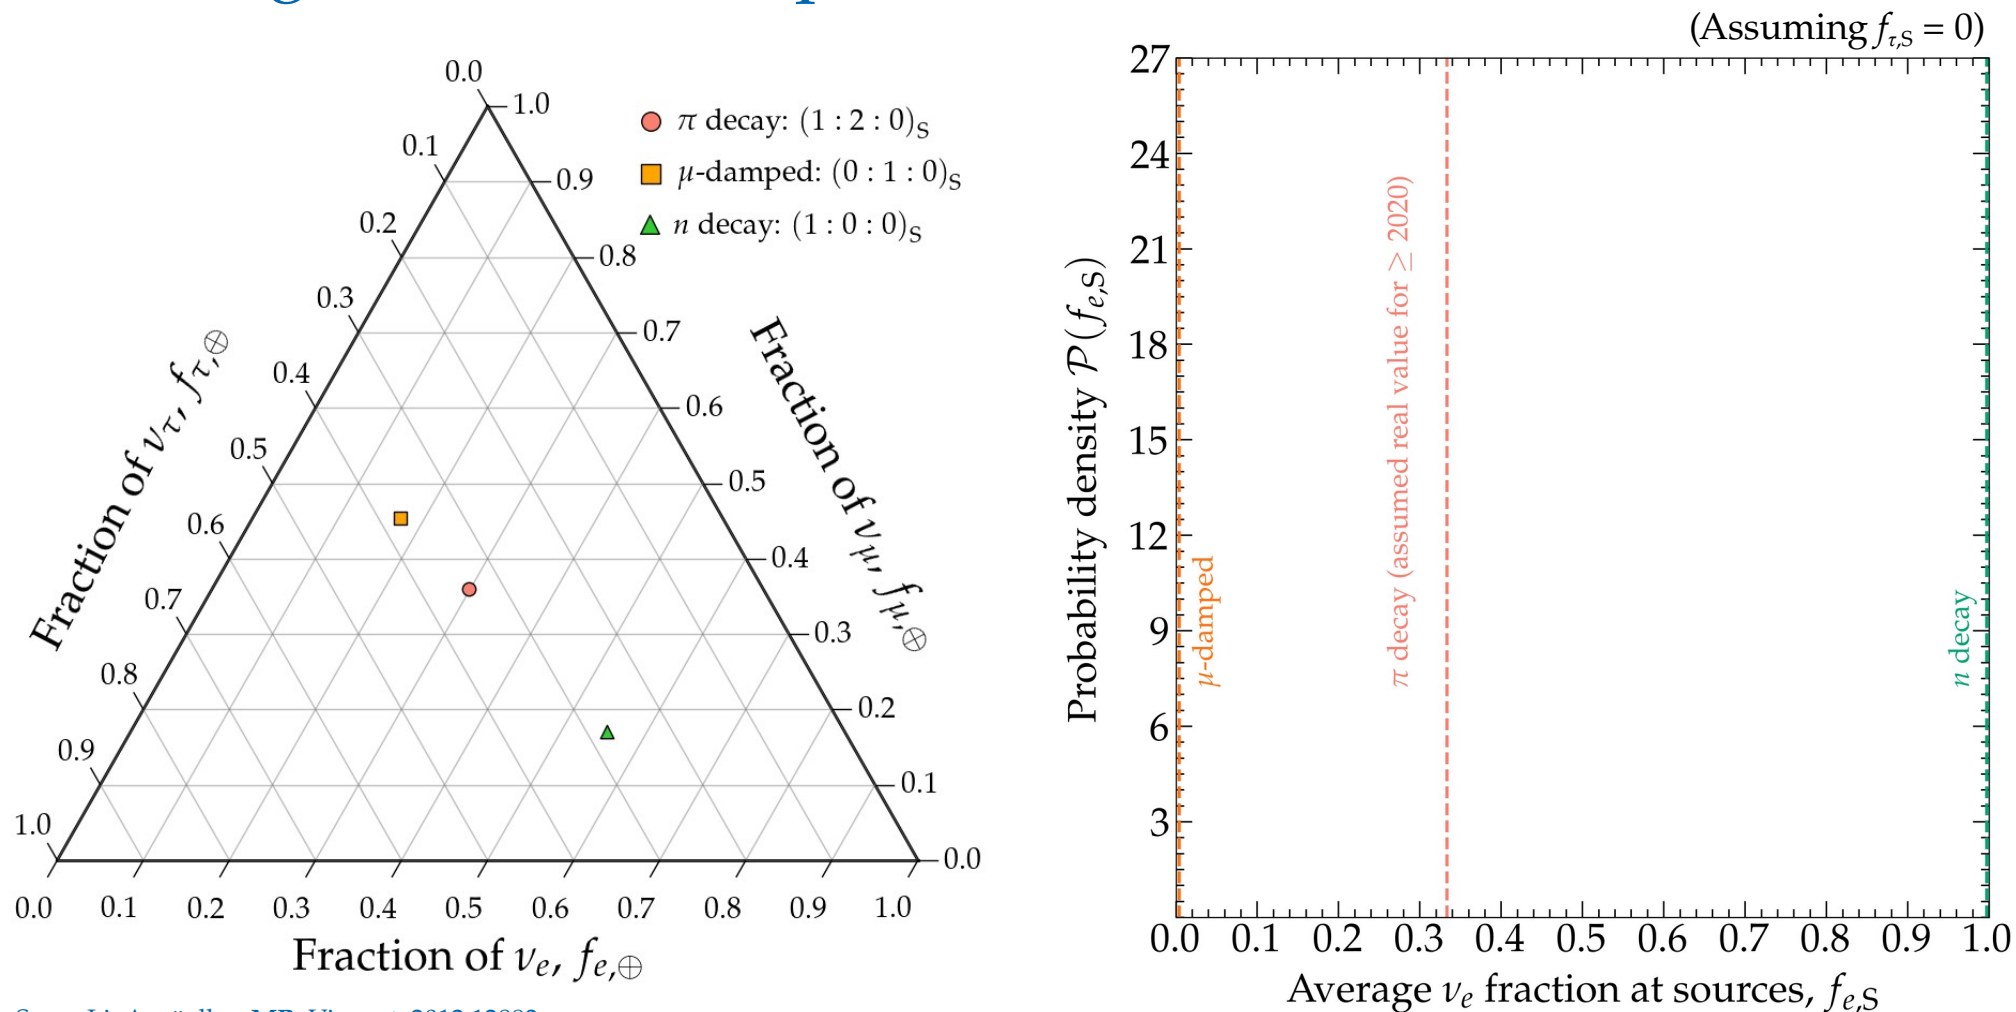 0.0
0.1
0.2
0.3
0.4
0.5
0.6
0.7
0.8
0.9
1.0
Fraction of ντ, fτ,⊕
1.0
0.9
0.8
0.7
0.6
0.5
0.4
0.3
0.2
0.1
0.0
Fraction of νμ, fμ,⊕
π decay: (1 : 2 : 0)S
μ-damped: (0 : 1 : 0)S
n decay: (1 : 0 : 0)S
0.0 0.1 0.2 0.3 0.4 0.5 0.6 0.7 0.8 0.9 1.0
Fraction of νe, fe,⊕
(Assuming fτ,S = 0)
27
24
21
18
15
12
9
6
3
Probability density P(fe,S)
μ-damped
π decay (assumed real value for ≥ 2020)
n decay
0.0 0.1 0.2 0.3 0.4 0.5 0.6 0.7 0.8 0.9 1.0
Average νe fraction at sources, fe,S